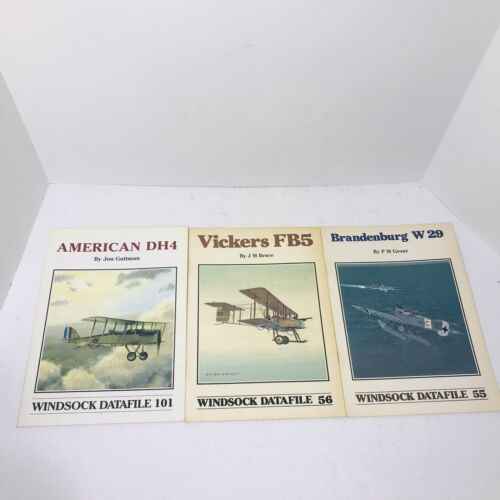 AMERICAN DH4
By Jon Guttman
WINDSOCK DATAFILE 101
Vickers FB5
By J M Bruce
WINDSOCK DATAFILE 56
Brandenburg W 29
By P M Grosz
WINDSOCK DATAFILE 55